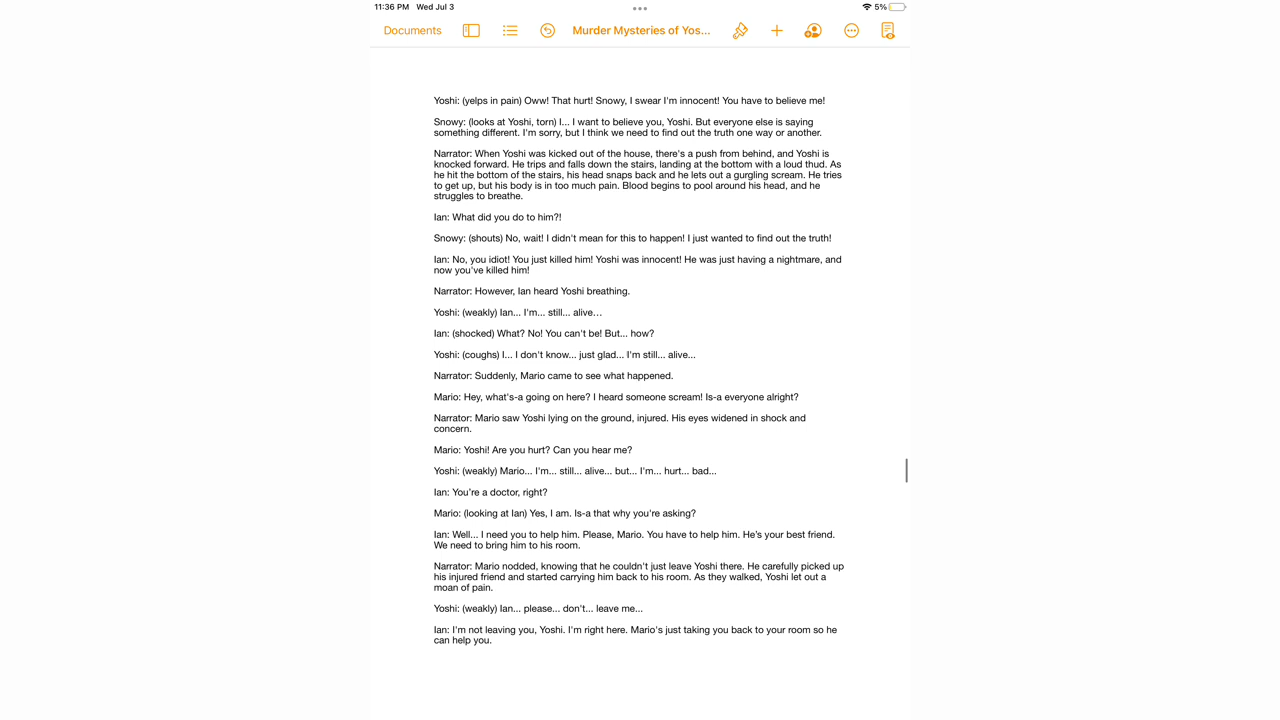 11:36 PM Wed Jul 3
5%
Documents
Murder Mysteries of Yos...
Yoshi: (yelps in pain) Oww! That hurt! Snowy, I swear I'm innocent! You have to believe me!
Snowy: (looks at Yoshi, torn) I... I want to believe you, Yoshi. But everyone else is saying
something different. I'm sorry, but I think we need to find out the truth one way or another.
Narrator: When Yoshi was kicked out of the house, there's a push from behind, and Yoshi is
knocked forward. He trips and falls down the stairs, landing at the bottom with a loud thud. As
he hit the bottom of the stairs, his head snaps back and he lets out a gurgling scream. He tries
to get up, but his body is in too much pain. Blood begins to pool around his head, and he
struggles to breathe.
Ian: What did you do to him?!
Snowy: (shouts) No, wait! I didn't mean for this to happen! I just wanted to find out the truth!
Ian: No, you idiot! You just killed him! Yoshi was innocent! He was just having a nightmare, and
now you've killed him!
Narrator: However, Ian heard Yoshi breathing.
Yoshi: (weakly) Ian... I'm... still... alive…
Ian: (shocked) What? No! You can't be! But... how?
Yoshi: (coughs) I... I don't know... just glad... I'm still... alive...
Narrator: Suddenly, Mario came to see what happened.
Mario: Hey, what's-a going on here? I heard someone scream! Is-a everyone alright?
Narrator: Mario saw Yoshi lying on the ground, injured. His eyes widened in shock and
concern.
Mario: Yoshi! Are you hurt? Can you hear me?
Yoshi: (weakly) Mario... I'm... still... alive... but... I'm... hurt... bad...
Ian: You're a doctor, right?
Mario: (looking at Ian) Yes, I am. Is-a that why you're asking?
Ian: Well... I need you to help him. Please, Mario. You have to help him. He's your best friend.
We need to bring him to his room.
Narrator: Mario nodded, knowing that he couldn't just leave Yoshi there. He carefully picked up
his injured friend and started carrying him back to his room. As they walked, Yoshi let out a
moan of pain.
Yoshi: (weakly) Ian... please... don't... leave me...
Ian: I'm not leaving you, Yoshi. I'm right here. Mario's just taking you back to your room so he
can help you.